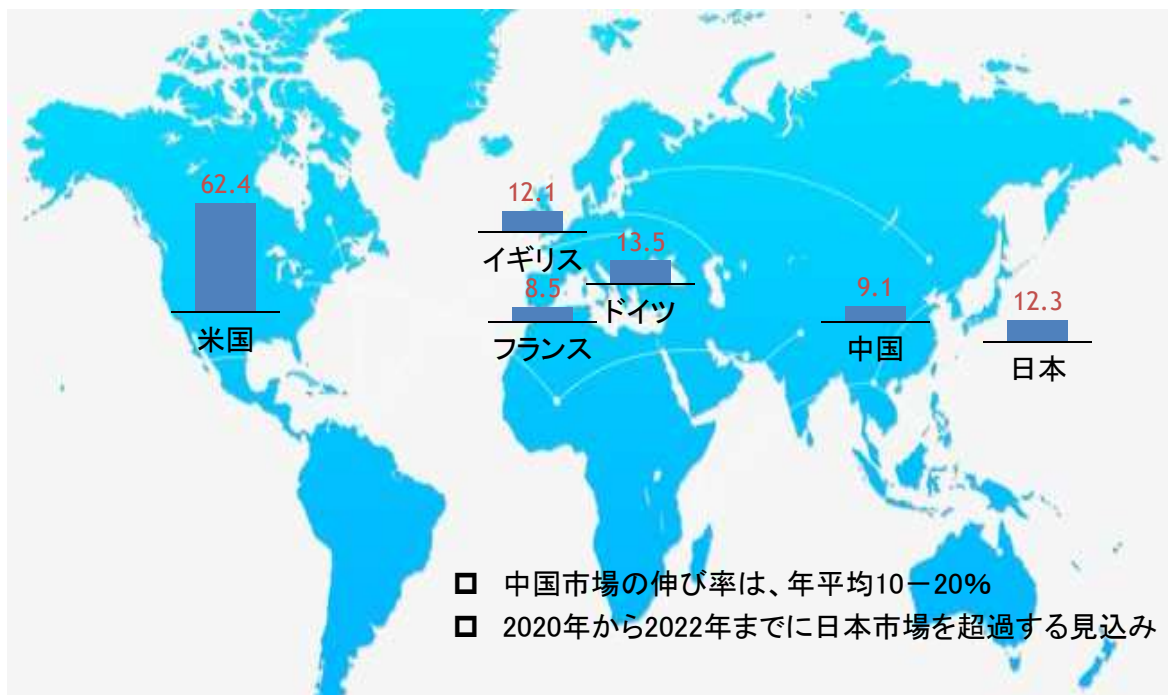 62.4
米国
12.1
イギリス
13.5
ドイツ
8.5
フランス
9.1
中国
12.3
日本
中国市場の伸び率は、年平均10－20%
2020年から2022年までに日本市場を超過する見込み